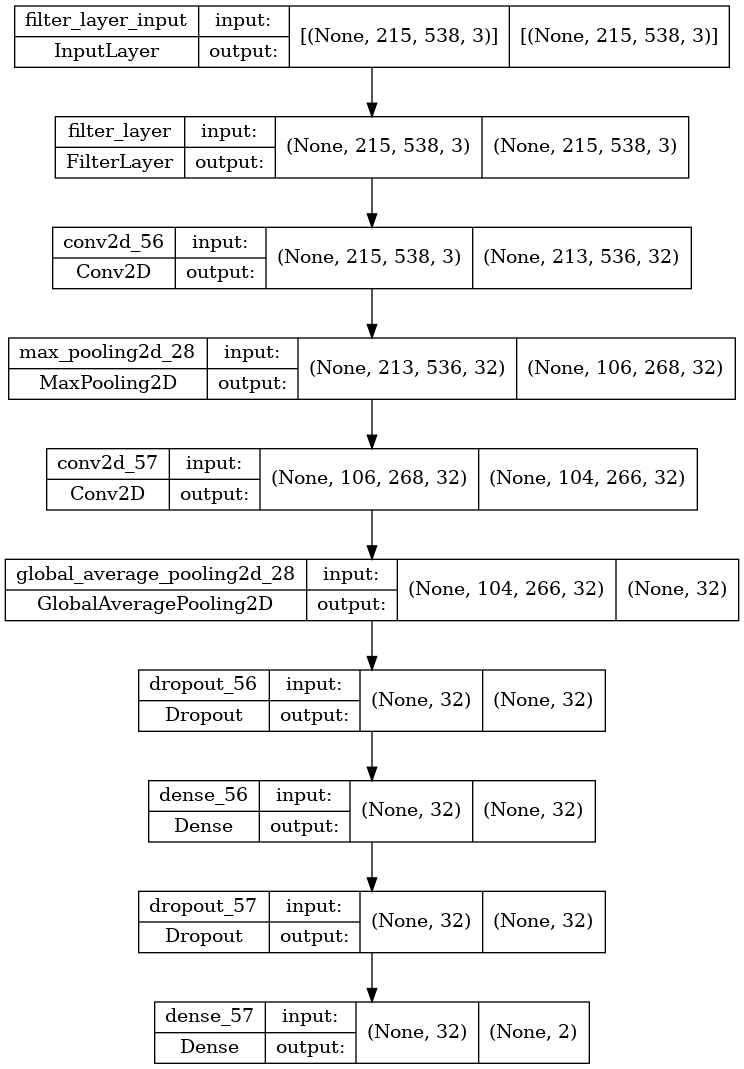 filter_layer_input input: [(None, 215, 538, 3)] [(None, 215, 538, 3)]
InputLayer output:
filter_layer input: (None, 215, 538, 3) (None, 215, 538, 3)
FilterLayer output:
conv2d_56 input: (None, 215, 538, 3) (None, 213, 536, 32)
Conv2D output:
max_pooling2d_28 input: (None, 213, 536, 32) (None, 106, 268, 32)
MaxPooling2D output:
conv2d_57 input: (None, 106, 268, 32) (None, 104, 266, 32)
Conv2D output:
global_average_pooling2d_28 input: (None, 104, 266, 32) (None, 32)
GlobalAveragePooling2D output:
dropout_56 input: (None, 32) (None, 32)
Dropout output:
dense_56 input: (None, 32) (None, 32)
Dense output:
dropout_57 input: (None, 32) (None, 32)
Dropout output:
dense_57 input: (None, 32) (None, 2)
Dense output: